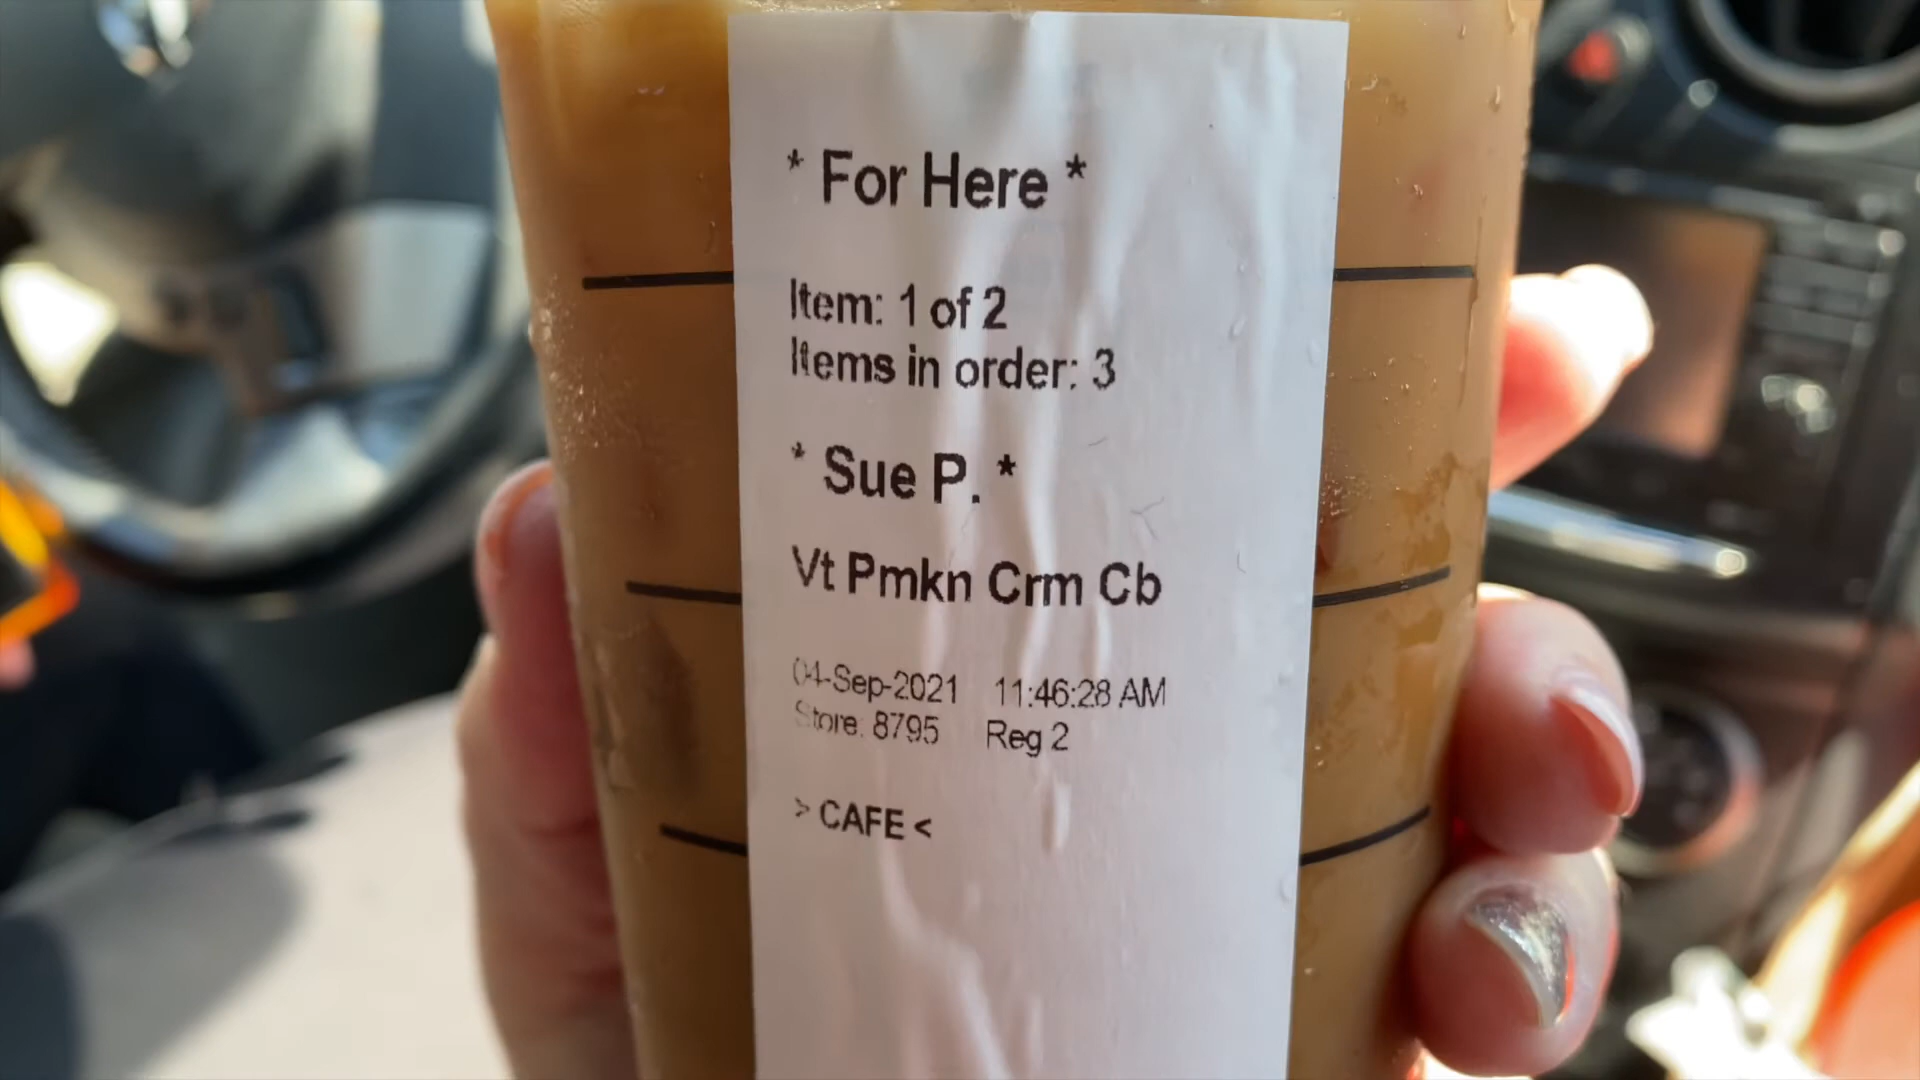 * For Here *
Item: 1 of 2
Items in order: 3
* Sue P. *
Vt Pmkn Crm Cb
04-Sep-2021 11:46:28 AM
Store: 8795 Reg 2
> CAFE <